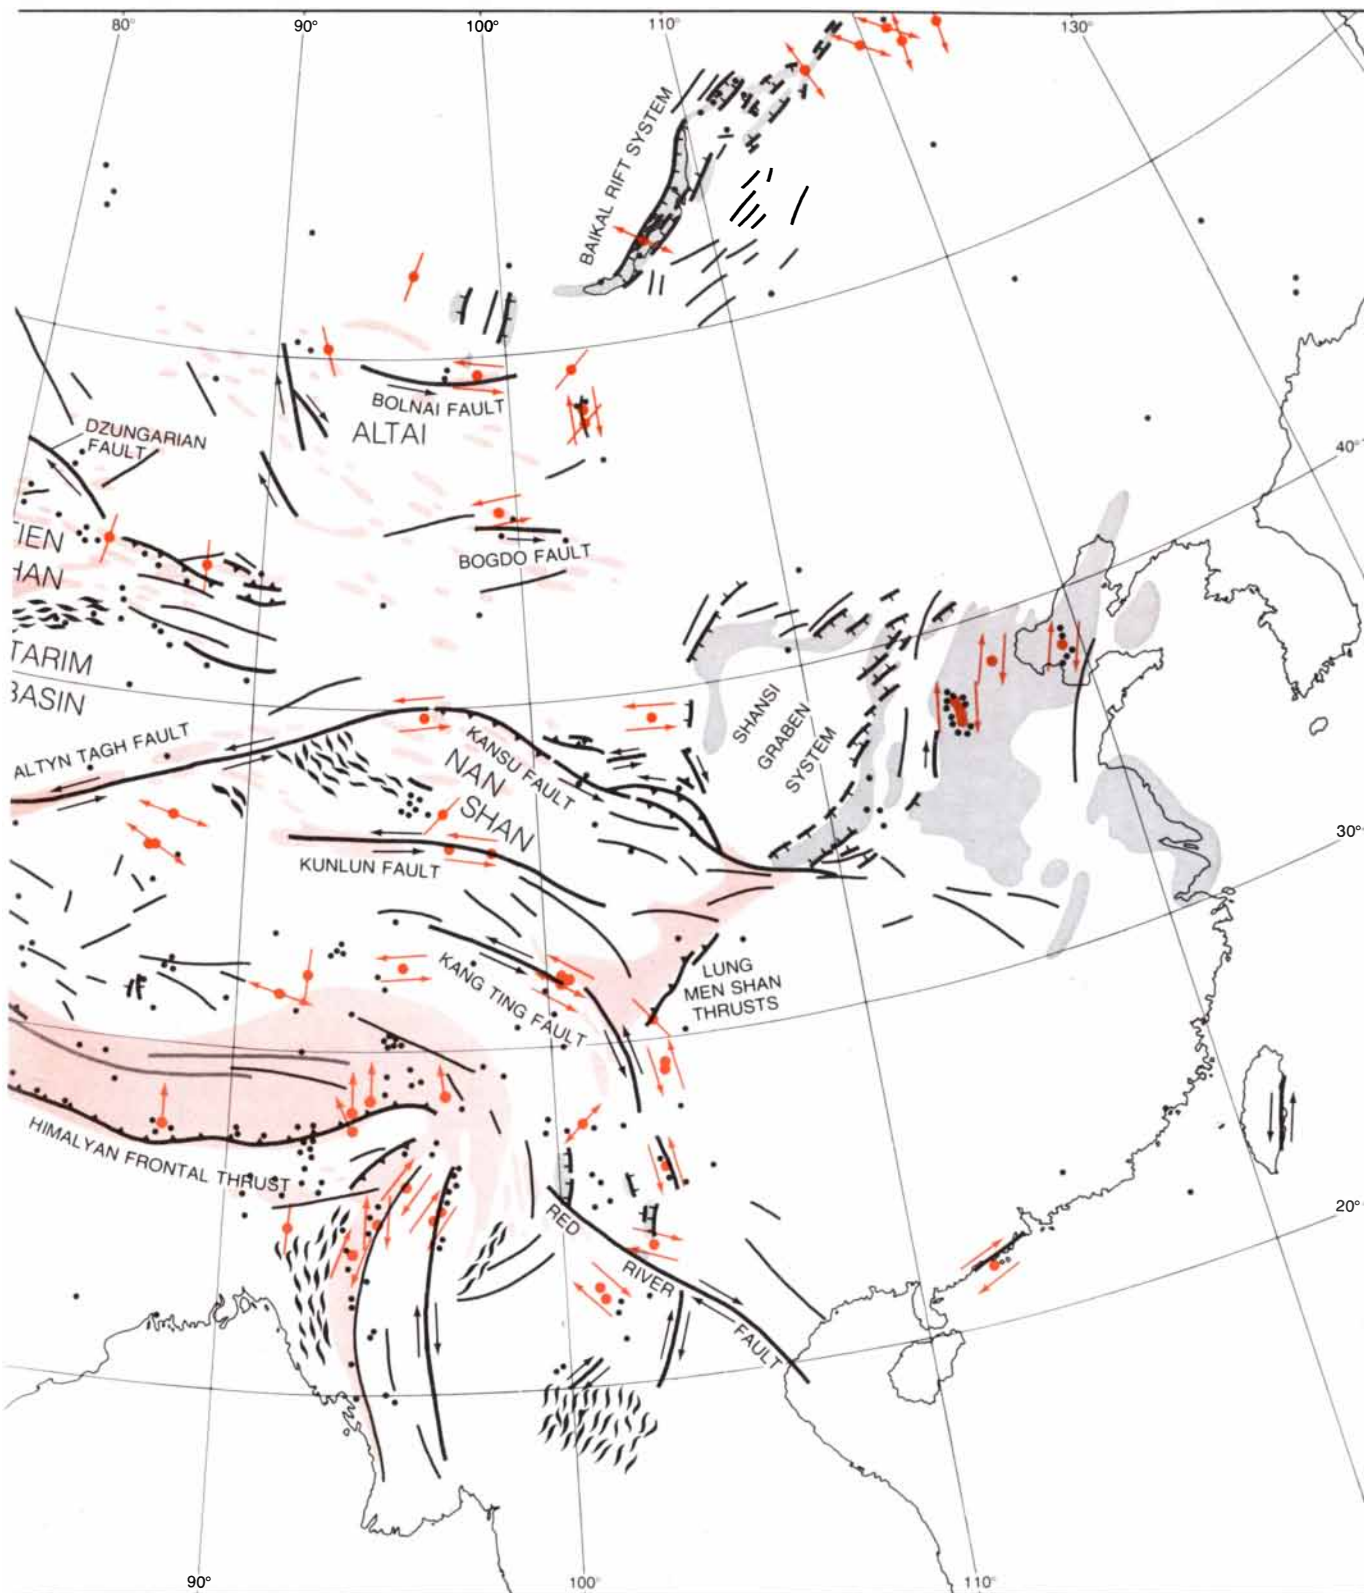 80°
90°
100°
110°
130°
BAIKAL RIFT SYSTEM
BOLNAI FAULT
ALTAI
DZUNGARIAN
FAULT
40°
TIEN
HAN
BOGDO FAULT
TARIM
BASIN
SHANSI
GRABEN
SYSTEM
ALTYN TAGH FAULT
KANSU FAULT
NAN
SHAN
30°
KUNLUN FAULT
KANG TING FAULT
LUNG
MEN SHAN
THRUSTS
HIMALYAN FRONTAL THRUST
20°
RED
RIVER
FAULT
90°
100°
110°